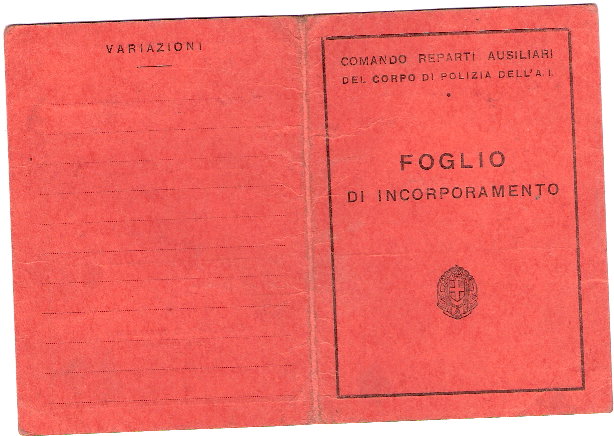 VARIAZIONI
COMANDO REPARTI AUSILIARI
DEL CORPO DI POLIZIA DELL'A.I.
FOGLIO
DI INCORPORAMENTO